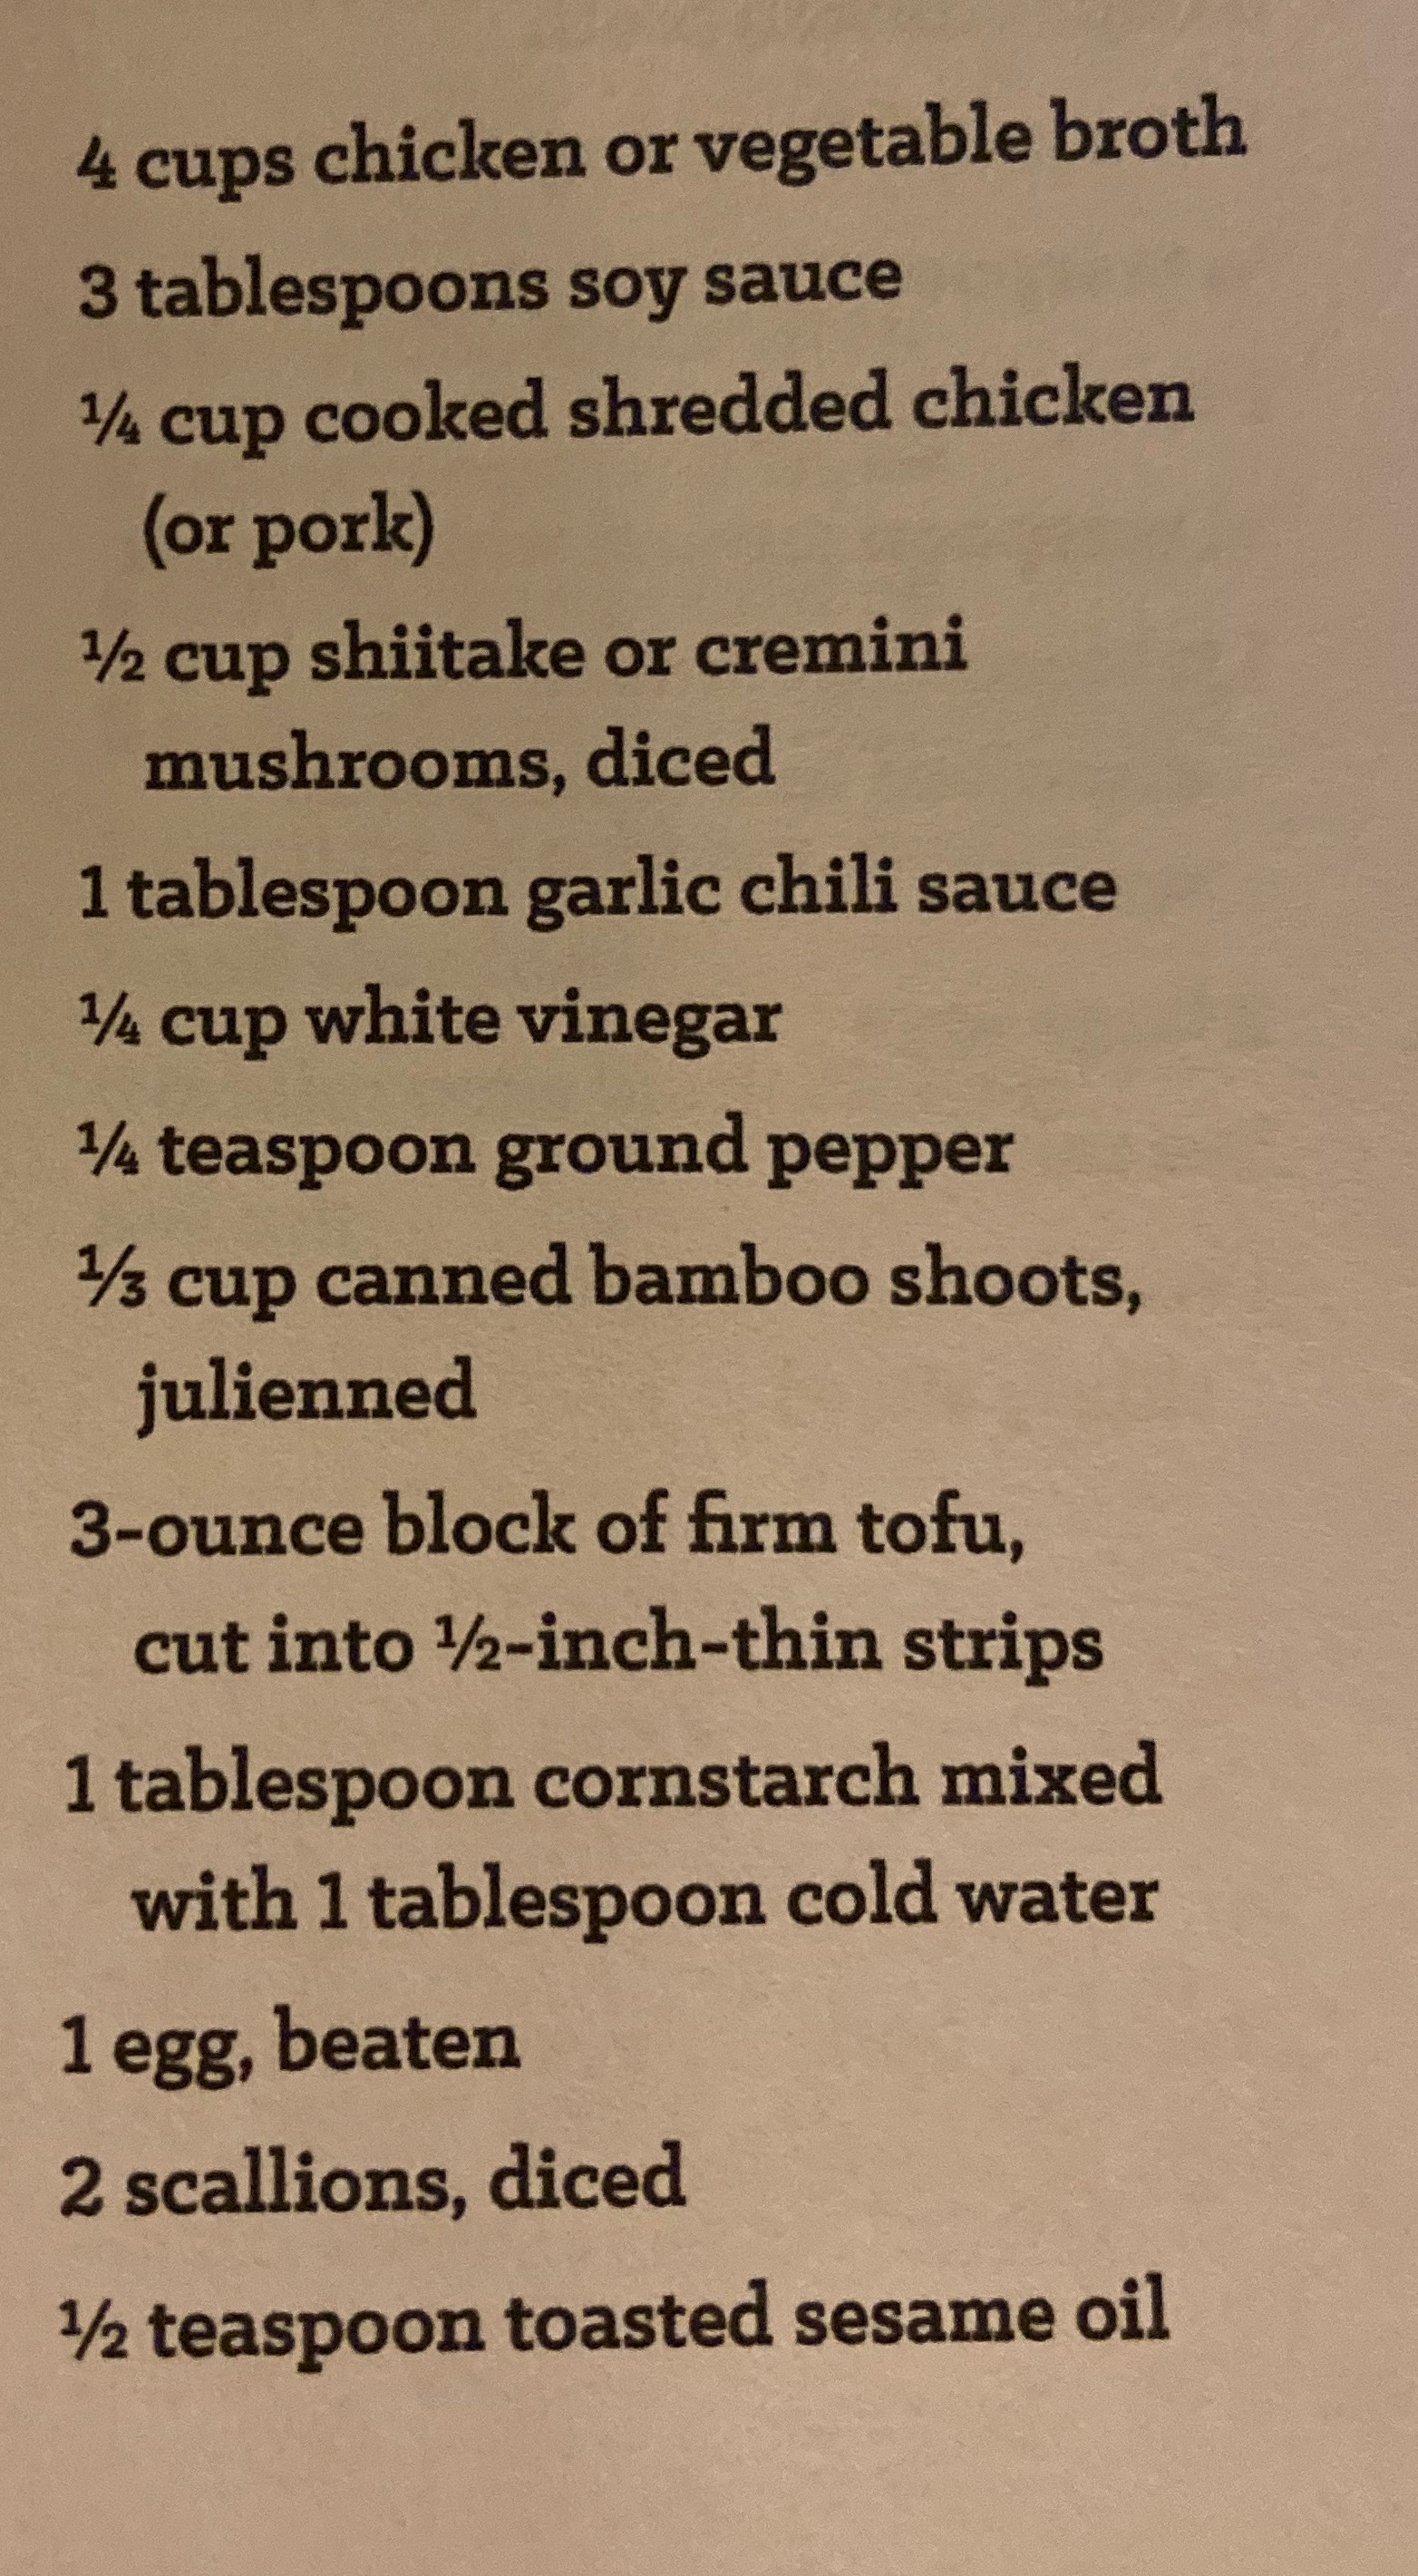 4 cups chicken or vegetable broth
3 tablespoons soy sauce
¼ cup cooked shredded chicken
(or pork)
½ cup shiitake or cremini
mushrooms, diced
1 tablespoon garlic chili sauce
¼ cup white vinegar
¼ teaspoon ground pepper
⅓ cup canned bamboo shoots,
julienned
3-ounce block of firm tofu,
cut into ½-inch-thin strips
1 tablespoon cornstarch mixed
with 1 tablespoon cold water
1 egg, beaten
2 scallions, diced
½ teaspoon toasted sesame oil